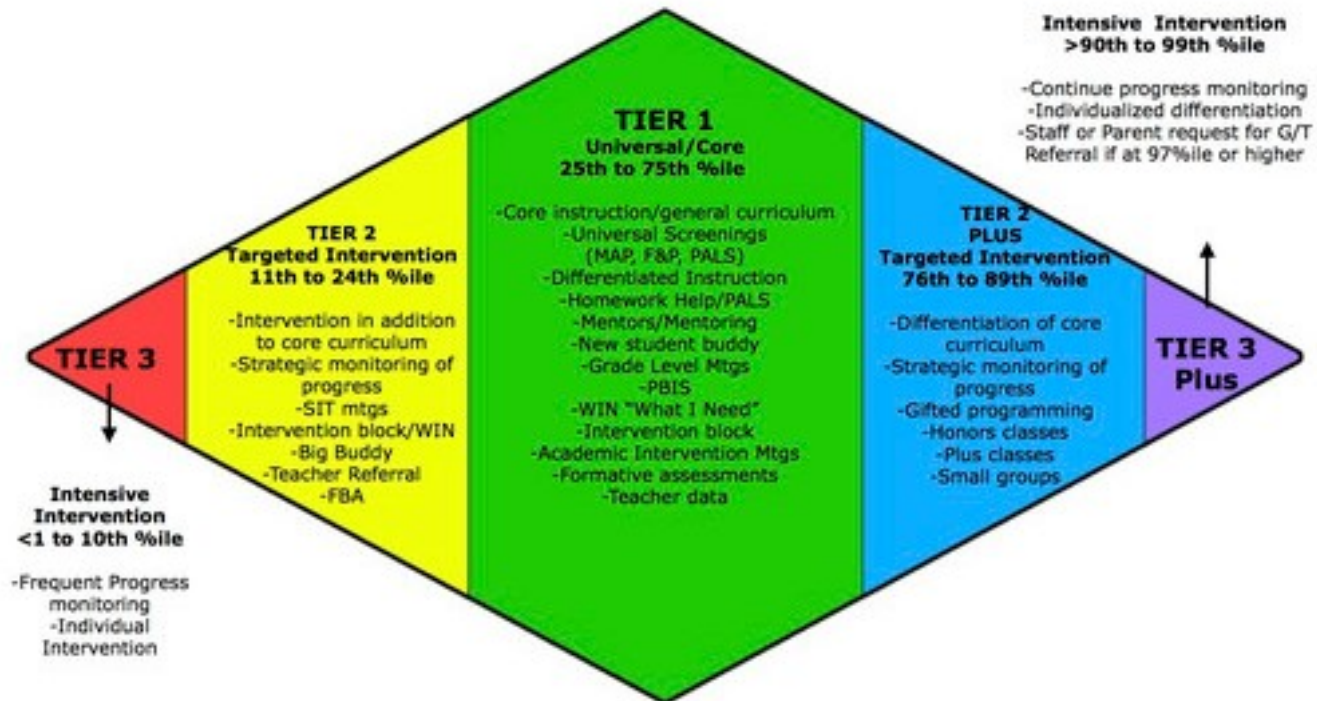 Intensive Intervention
>90th to 99th %ile
-Continue progress monitoring
-Individualized differentiation
-Staff or Parent request for G/T
Referral if at 97%ile or higher
TIER 1
Universal/Core
25th to 75th %ile
-Core instruction/general curriculum
-Universal Screenings
(MAP, F&P, PALS)
-Differentiated Instruction
-Homework Help/PALS
-Mentors/Mentoring
-New student buddy
-Grade Level Mtgs
-PBIS
-WIN "What I Need"
-Intervention block
-Academic Intervention Mtgs
-Formative assessments
-Teacher data
TIER 2
Targeted Intervention
11th to 24th %ile
-Intervention in addition
to core curriculum
-Strategic monitoring of
progress
-SIT mtgs
-Intervention block/WIN
-Big Buddy
-Teacher Referral
-FBA
TIER 2
PLUS
Targeted Intervention
76th to 89th %ile
-Differentiation of core
curriculum
-Strategic monitoring of
progress
-Gifted programming
-Honors classes
-Plus classes
-Small groups
TIER 3
TIER 3
Plus
Intensive
Intervention
<1 to 10th %ile
-Frequent Progress
monitoring
-Individual
Intervention